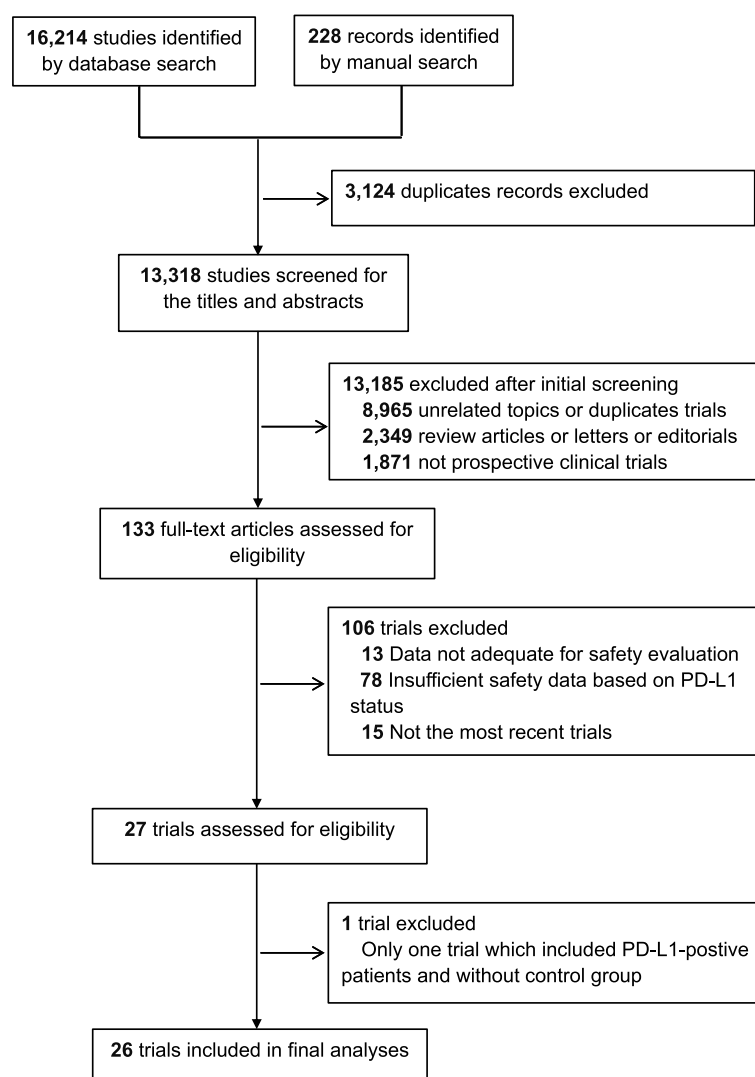 16,214 studies identified
by database search
228 records identified
by manual search
3,124 duplicates records excluded
13,318 studies screened for
the titles and abstracts
13,185 excluded after initial screening
8,965 unrelated topics or duplicates trials
2,349 review articles or letters or editorials
1,871 not prospective clinical trials
133 full-text articles assessed for
eligibility
106 trials excluded
13 Data not adequate for safety evaluation
78 Insufficient safety data based on PD-L1
status
15 Not the most recent trials
27 trials assessed for eligibility
1 trial excluded
Only one trial which included PD-L1-postive
patients and without control group
26 trials included in final analyses